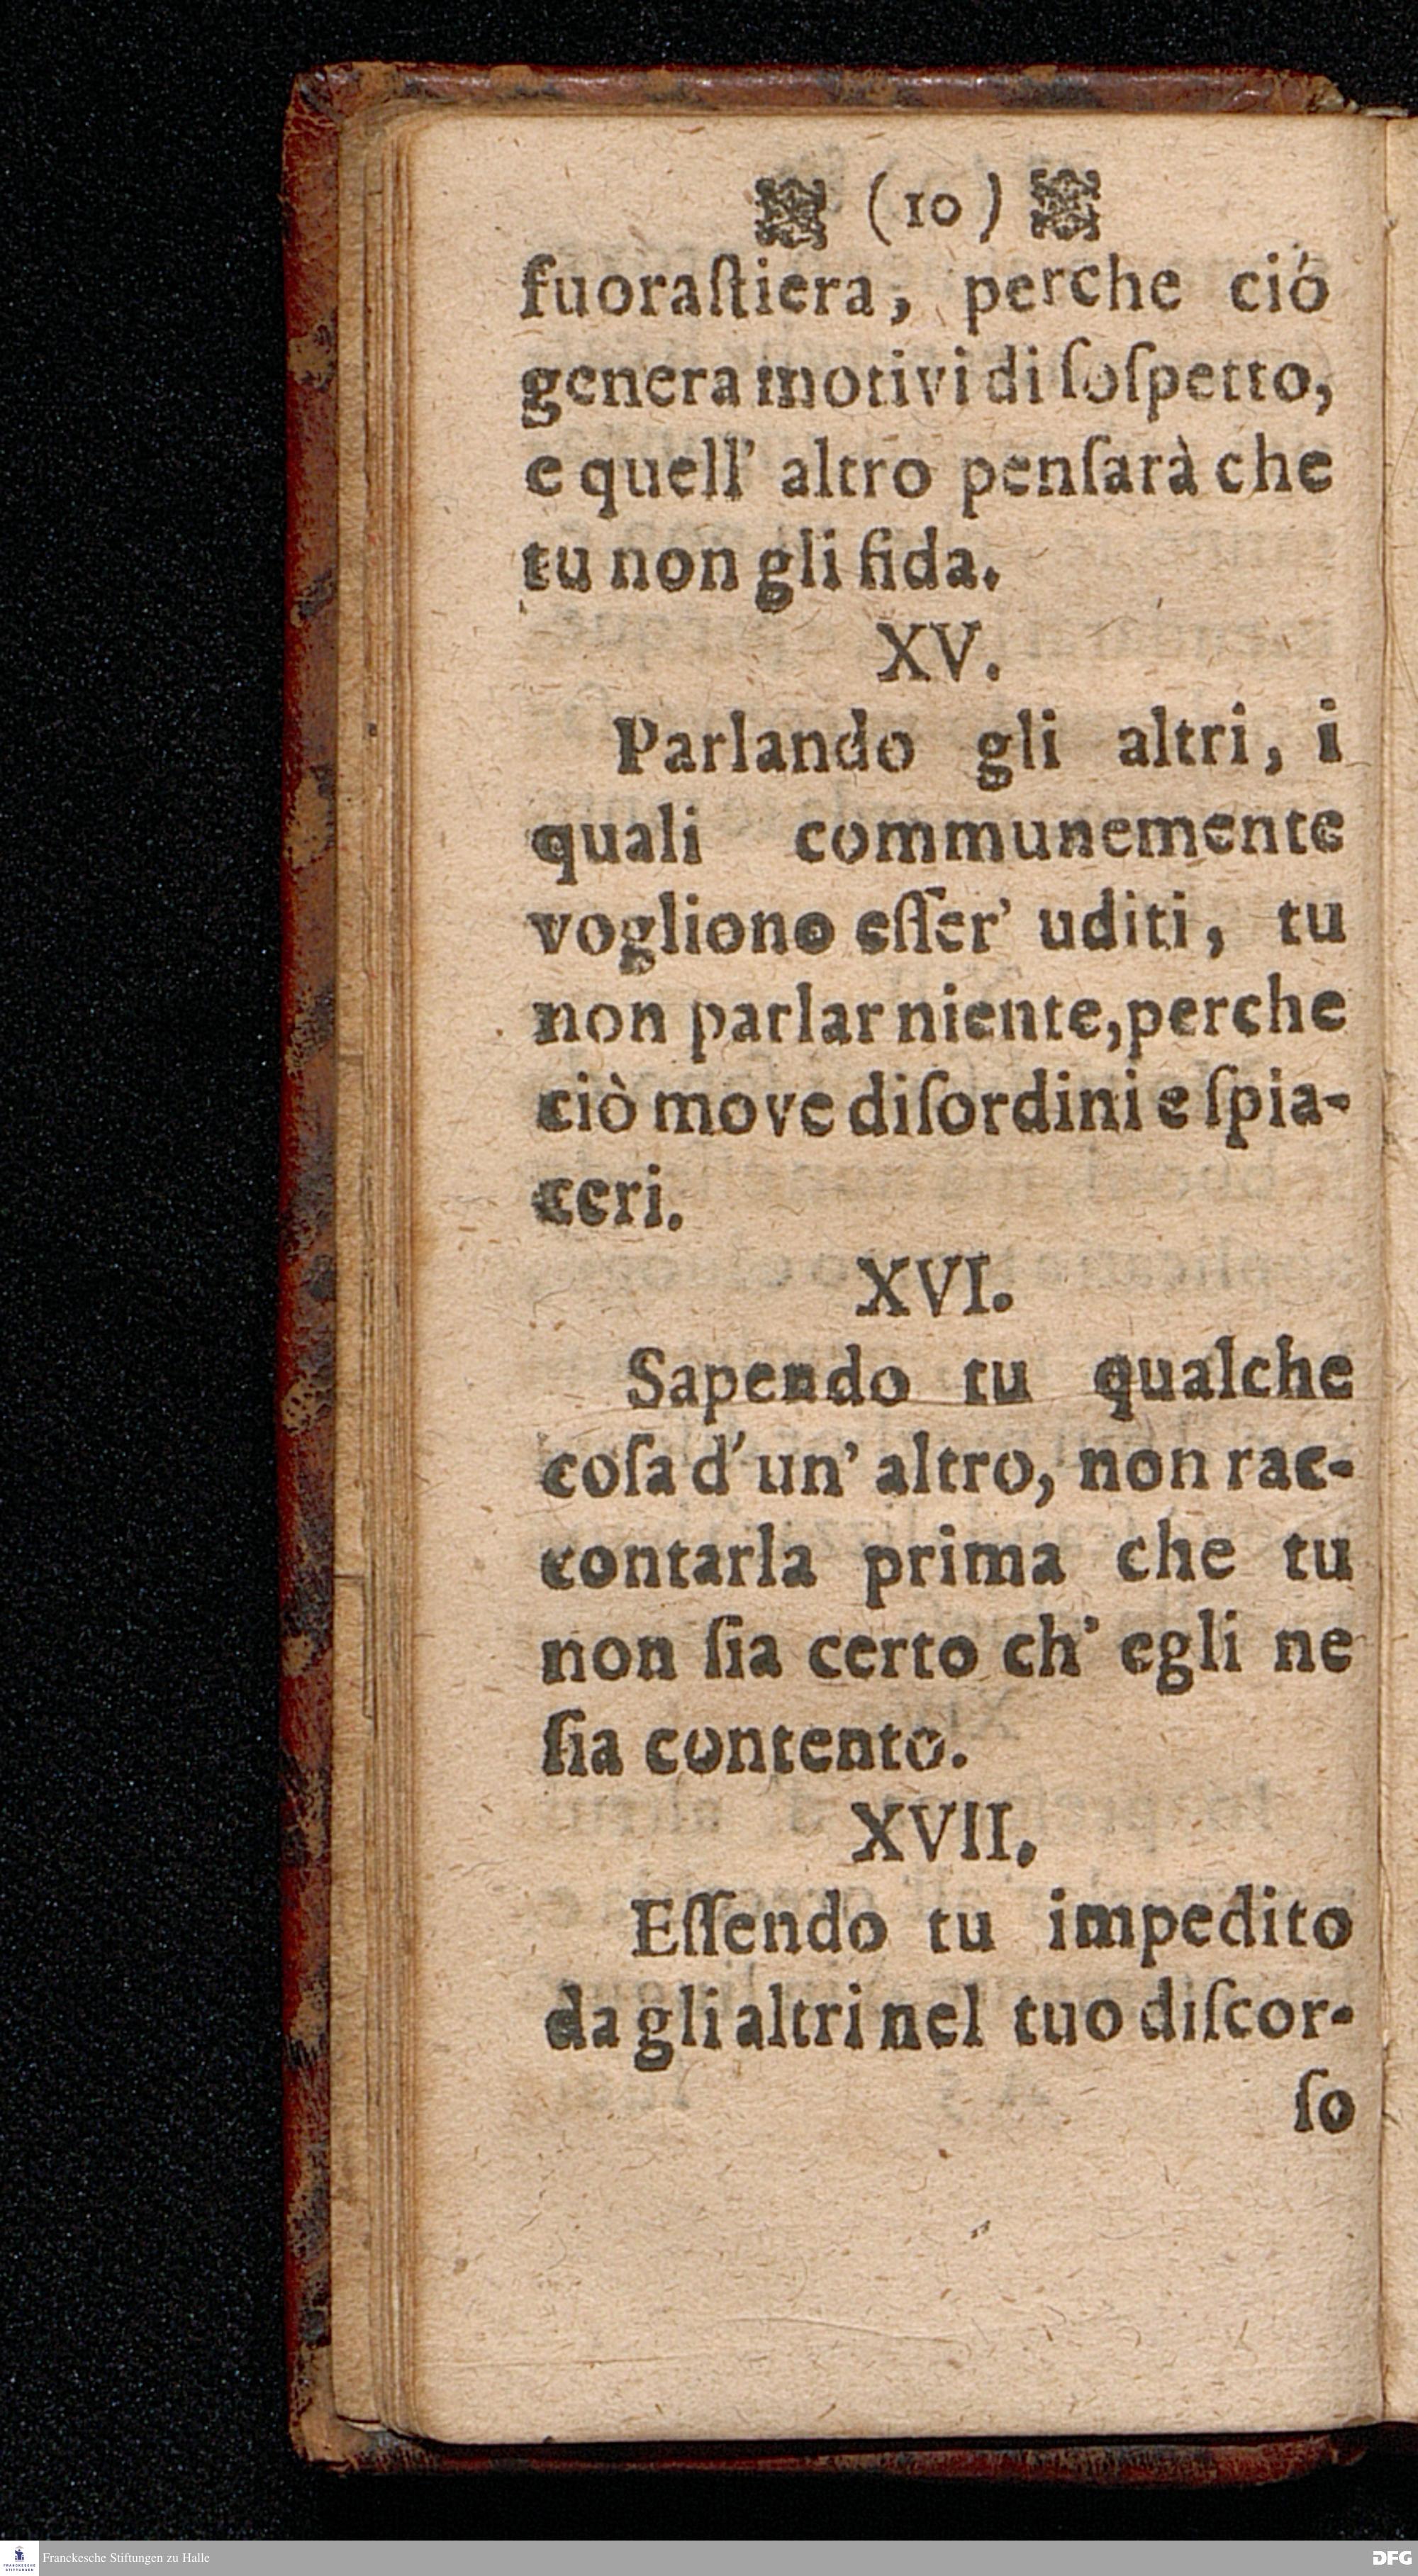 (10)
fuoraſtiera, perche ció
genera motivi di ſoſpetto,
e quell' altro penſarà che
tu non gli fida.
XV.
Parlando gli altri, i
quali communemente
vogliono eſſer' uditi, tu
non parlar niente, perche
ciò move diſordini e ſpia-
ceri.
XVI.
Sapendo tu qualche
coſa d'un' altro, non rac-
contarla prima che tu
non ſia certo ch' egli ne
ſia contento.
XVII.
Eſſendo tu impedito
da gli altri nel tuo diſcor-
ſo
FRANCKESCHE STIFTUNGEN
Franckesche Stiftungen zu Halle
DFG